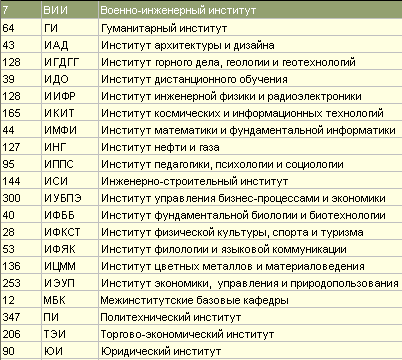 7 ВИИ Военно-инженерный институт
64 ГИ Гуманитарный институт
43 ИАД Институт архитектуры и дизайна
128 ИГДГГ Институт горного дела, геологии и геотехнологий
39 ИДО Институт дистанционного обучения
128 ИИФР Институт инженерной физики и радиоэлектроники
165 ИКИТ Институт космических и информационных технологий
44 ИМФИ Институт математики и фундаментальной информатики
127 ИНГ Институт нефти и газа
95 ИППС Институт педагогики, психологии и социологии
144 ИСИ Инженерно-строительный институт
300 ИУБПЭ Институт управления бизнес-процессами и экономики
40 ИФББ Институт фундаментальной биологии и биотехнологии
28 ИФКСТ Институт физической культуры, спорта и туризма
53 ИФЯК Институт филологии и языковой коммуникации
136 ИЦММ Институт цветных металлов и материаловедения
253 ИЭУП Институт экономики, управления и природопользования
12 МБК Межинститутские базовые кафедры
347 ПИ Политехнический институт
206 ТЭИ Торгово-экономический институт
90 ЮИ Юридический институт